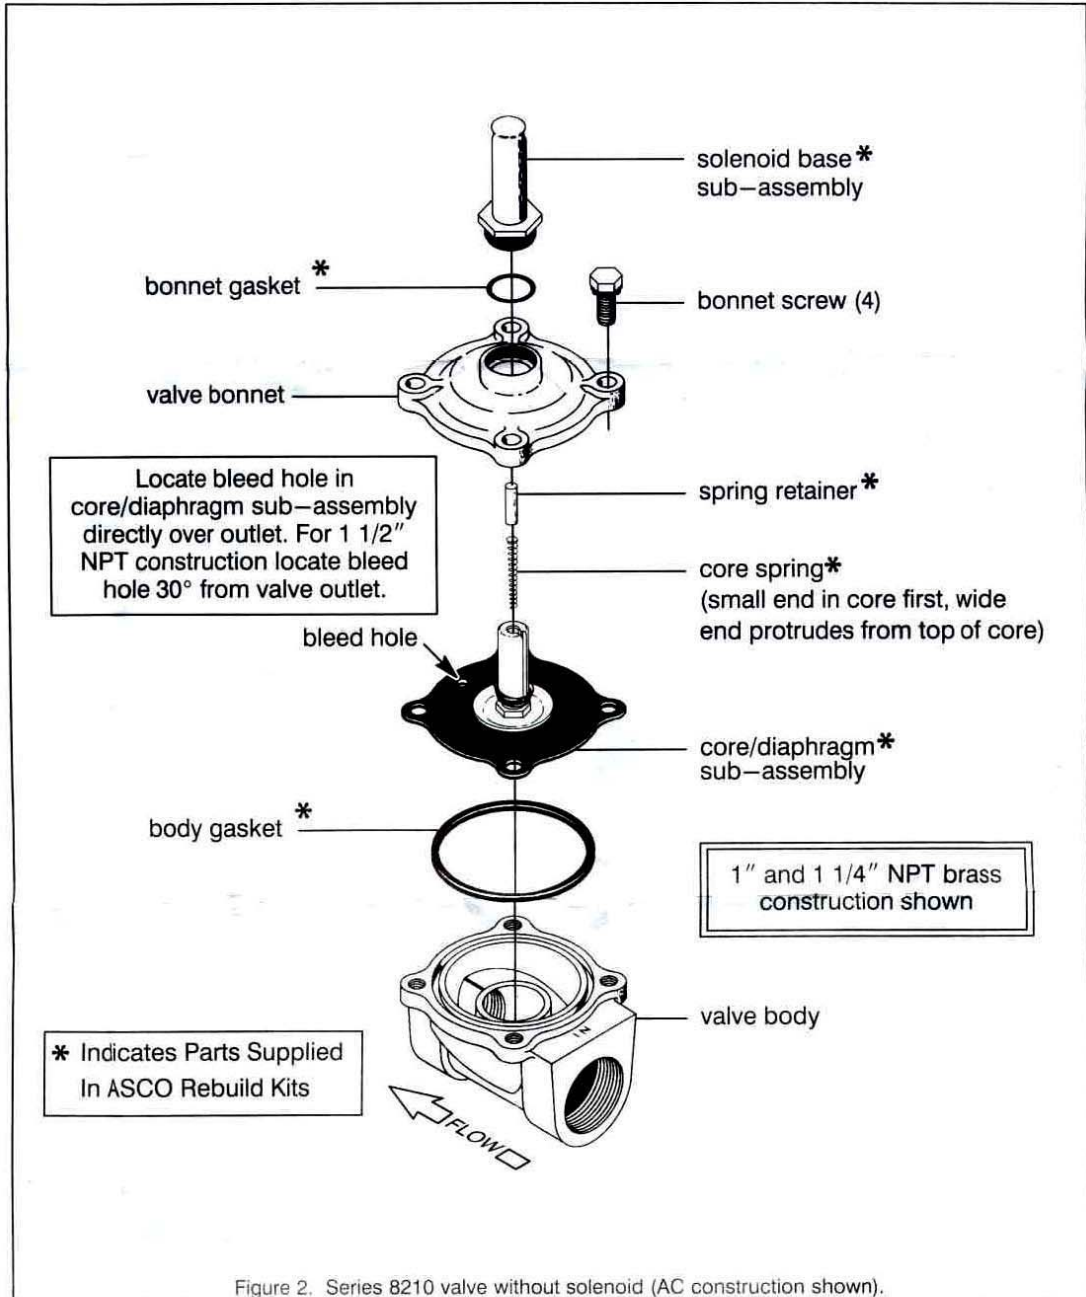 solenoid base*
sub-assembly
bonnet gasket *
bonnet screw (4)
valve bonnet
Locate bleed hole in
core/diaphragm sub-assembly
directly over outlet. For 1 1/2″
NPT construction locate bleed
hole 30° from valve outlet.
spring retainer*
core spring*
(small end in core first, wide
end protrudes from top of core)
bleed hole
core/diaphragm*
sub-assembly
body gasket *
1″ and 1 1/4″ NPT brass
construction shown
IN
valve body
* Indicates Parts Supplied
In ASCO Rebuild Kits
FLOW
Figure 2. Series 8210 valve without solenoid (AC construction shown).